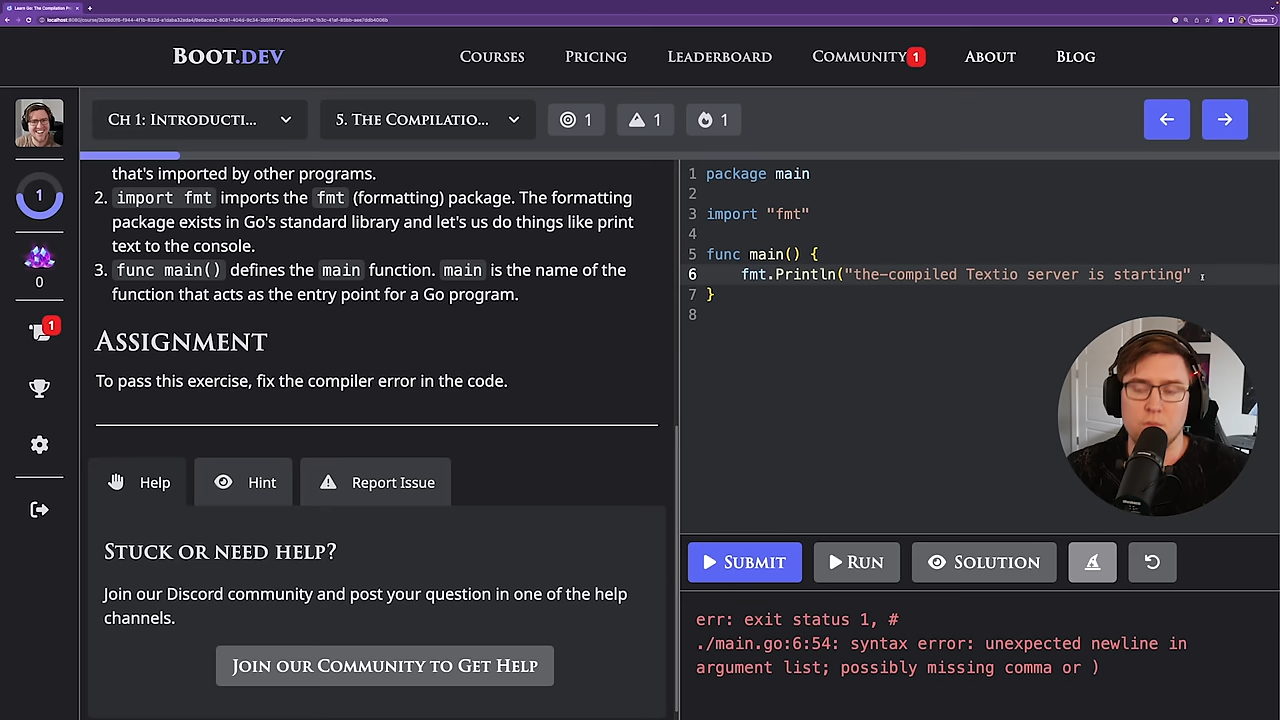 Learn Go: The Compilation Pr
Update
BOOT.DEV
COURSES
PRICING
LEADERBOARD
COMMUNITY 1
ABOUT
BLOG
CH 1: INTRODUCTI...
5. THE COMPILATIO...
1
1
1
1
0
1
that's imported by other programs.
2. import fmt imports the fmt (formatting) package. The formatting
package exists in Go's standard library and let's us do things like print
text to the console.
3. func main() defines the main function. main is the name of the
function that acts as the entry point for a Go program.
ASSIGNMENT
To pass this exercise, fix the compiler error in the code.
Help
Hint
Report Issue
STUCK OR NEED HELP?
Join our Discord community and post your question in one of the help
channels.
JOIN OUR COMMUNITY TO GET HELP
1 package main
2
3 import "fmt"
4
5 func main() {
6 fmt.Println("the-compiled Textio server is starting"
7 }
8
SUBMIT
RUN
SOLUTION
err: exit status 1, #
./main.go:6:54: syntax error: unexpected newline in
argument list; possibly missing comma or )